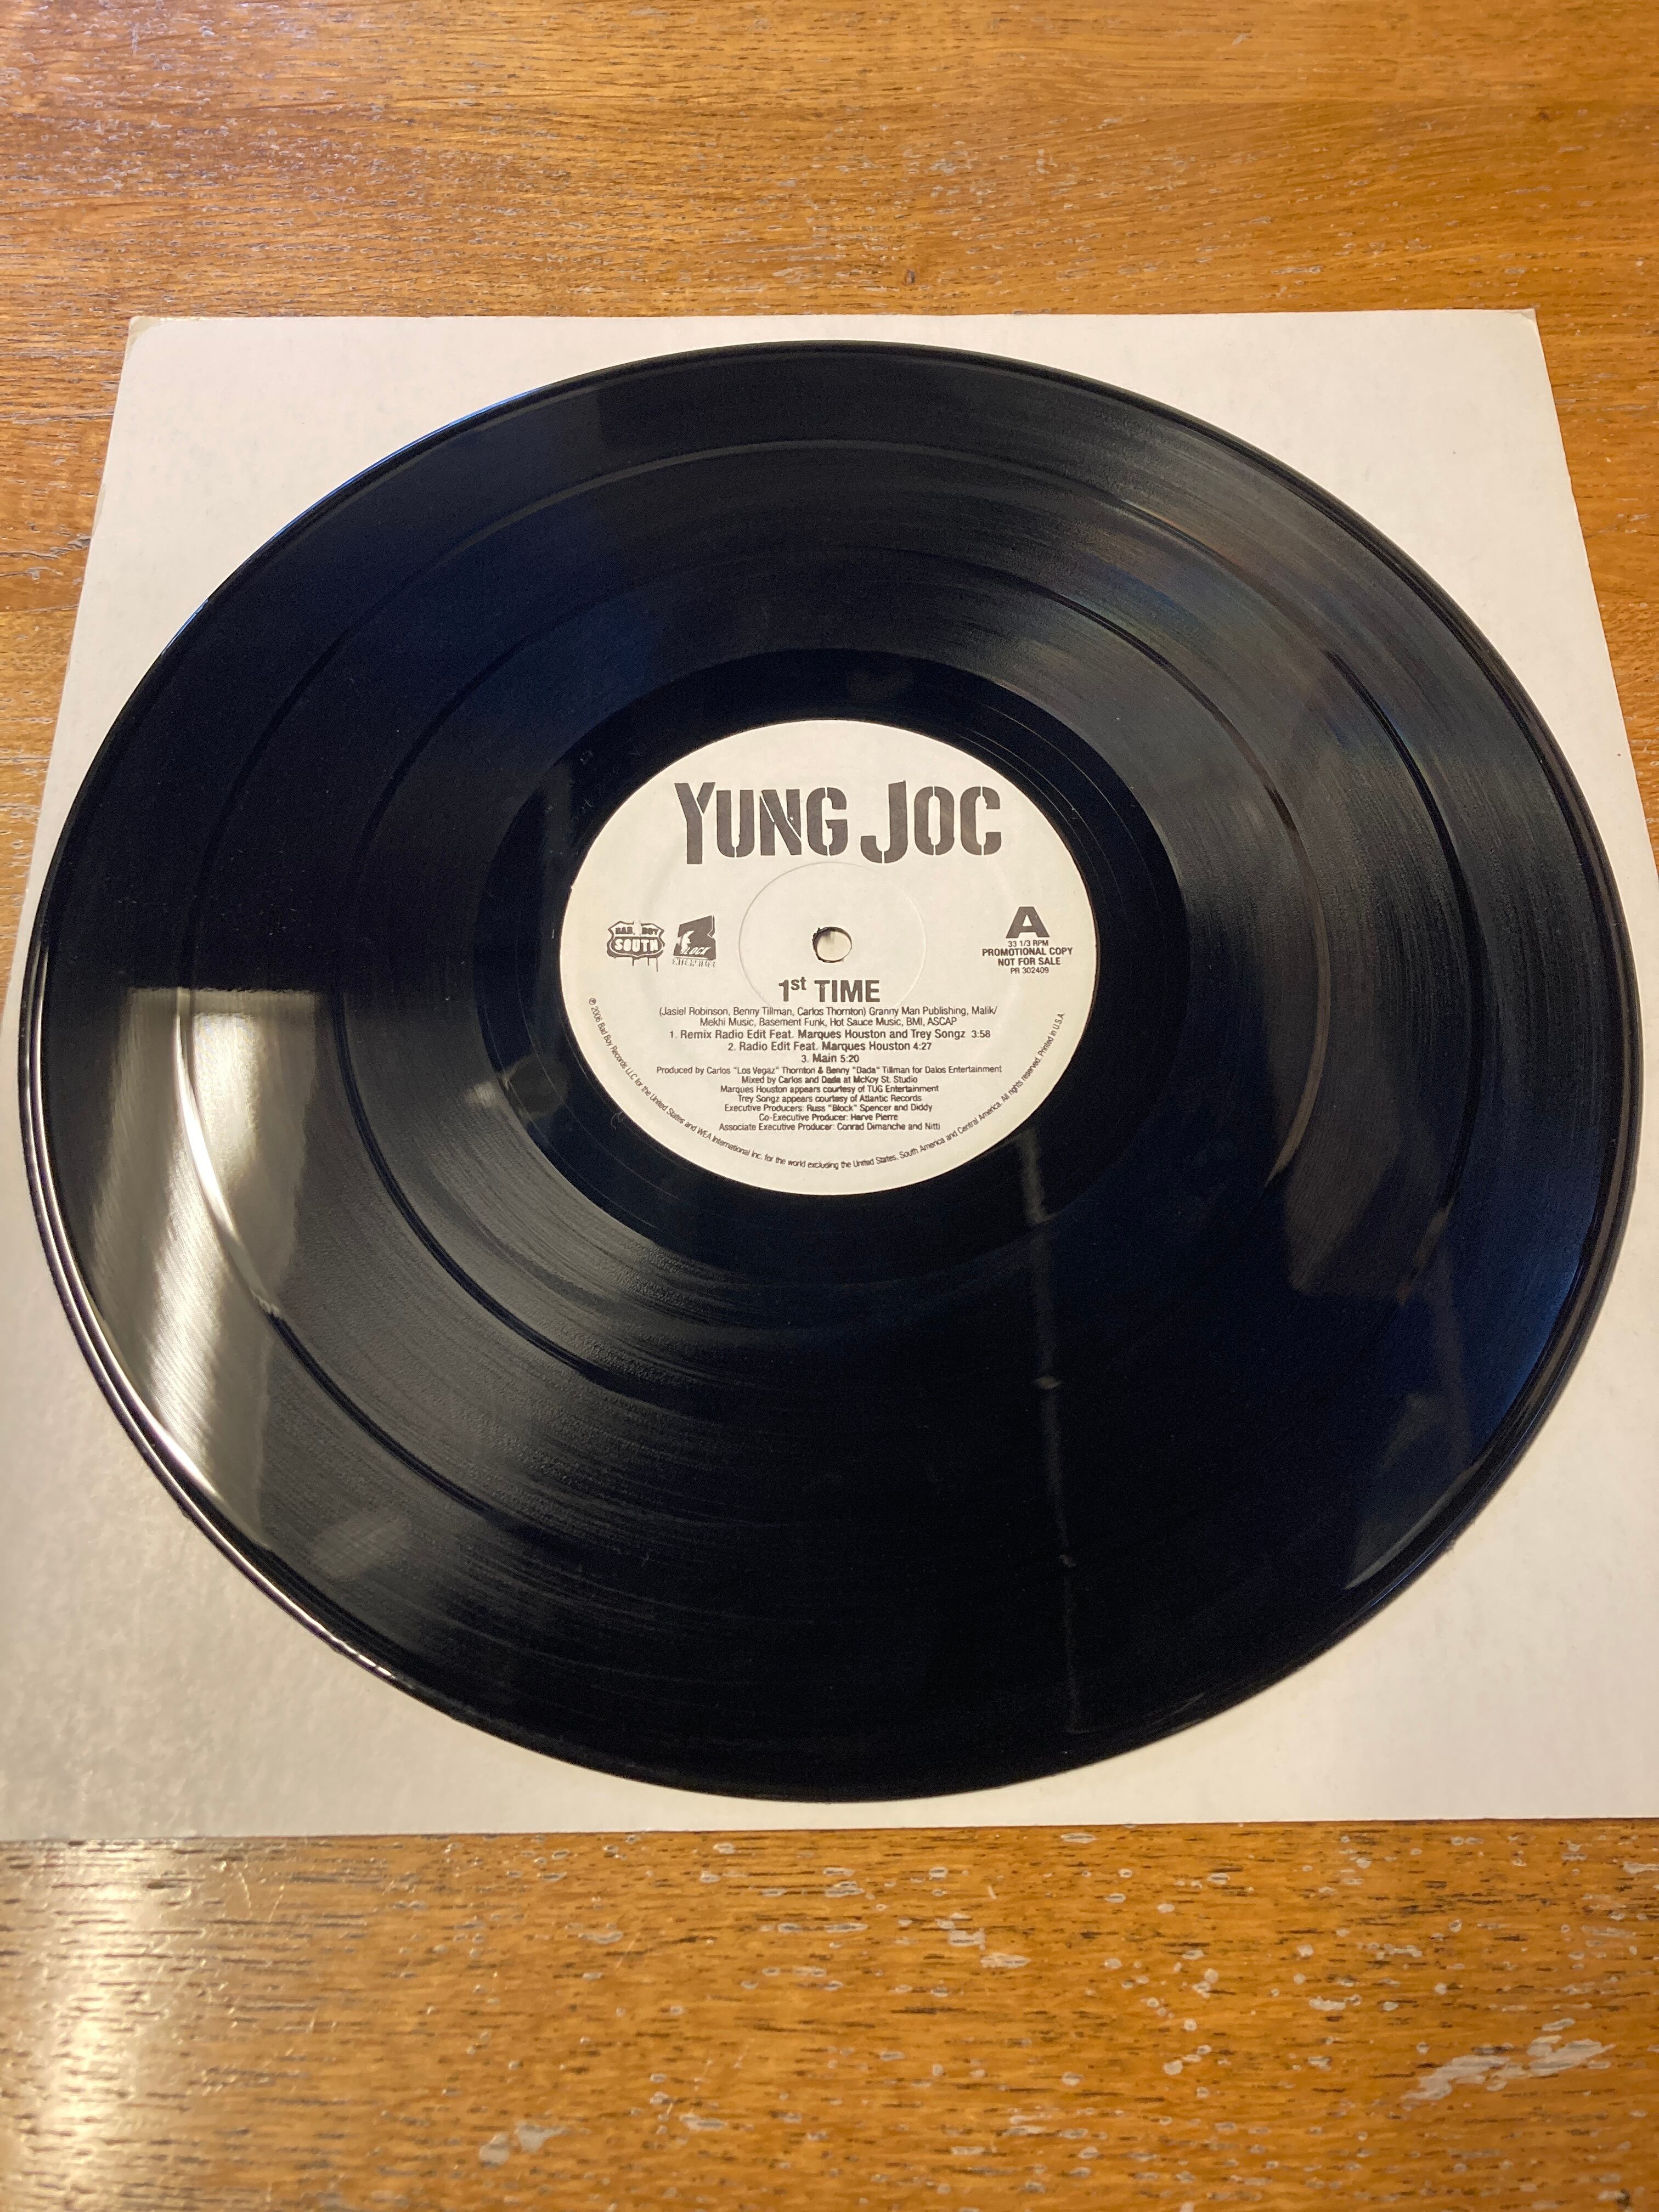 YUNG JOC
BAD BOY
SOUTH
BLOCK
ENTERTAINMENT
A
33 1/3 RPM
PROMOTIONAL COPY
NOT FOR SALE
PR 302409
1st TIME
(Jasiel Robinson, Benny Tillman, Carlos Thornton) Granny Man Publishing, Malik/
Mekhi Music, Basement Funk, Hot Sauce Music, BMI, ASCAP
1. Remix Radio Edit Feat. Marques Houston and Trey Songz 3:58
2. Radio Edit Feat. Marques Houston 4:27
3. Main 5:20
Produced by Carlos "Los Vegaz" Thornton & Benny "Dada" Tillman for Dalos Entertainment
Mixed by Carlos and Dada at McKoy St. Studio
Marques Houston appears courtesy of TUG Entertainment
Trey Songz appears courtesy of Atlantic Records
Executive Producers: Russ "Block" Spencer and Diddy
Co-Executive Producer: Harve Pierre
Associate Executive Producer: Conrad Dimanche and Nitti
℗ 2006 Bad Boy Records LLC for the United States and WEA International Inc. for the world excluding the United States, South America and Central America. All rights reserved. Printed in U.S.A.